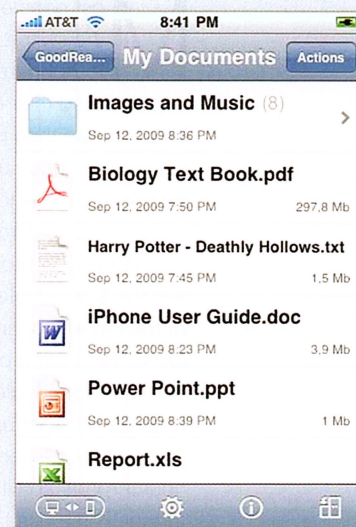 AT&T 8:41 PM
GoodRea... My Documents Actions
Images and Music (8)
Sep 12, 2009 8:36 PM
Biology Text Book.pdf
Sep 12, 2009 7:50 PM 297,8 Mb
Harry Potter - Deathly Hollows.txt
Sep 12, 2009 7:45 PM 1,5 Mb
iPhone User Guide.doc
Sep 12, 2009 8:23 PM 3,9 Mb
Power Point.ppt
Sep 12, 2009 8:39 PM 1 Mb
Report.xls